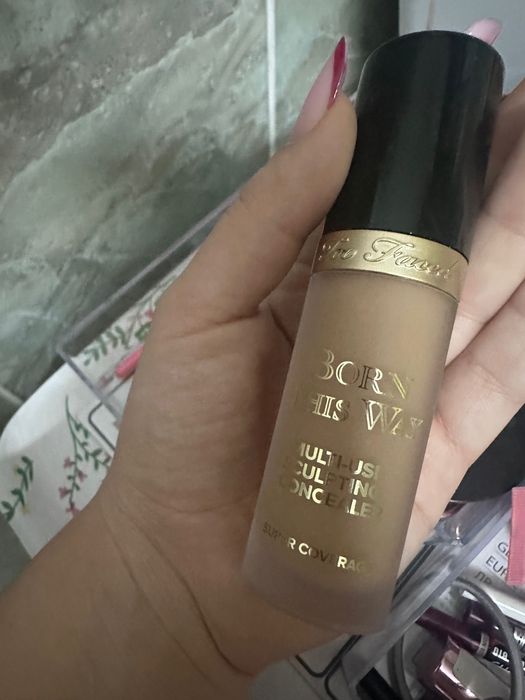 Too Faced
BORN
THIS WAY
MULTI-USE
SCULPTING
CONCEALER
SUPER COVERAGE